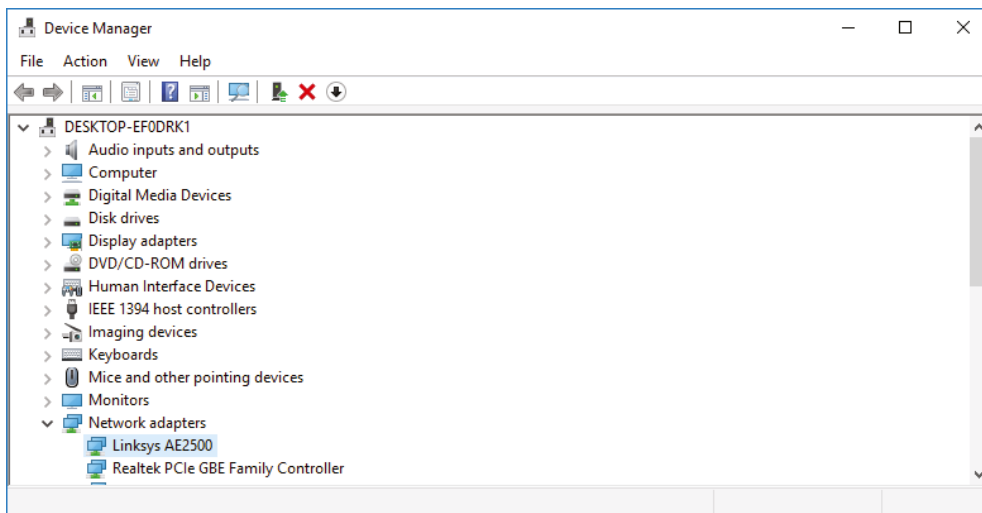 Device Manager
File Action View Help
DESKTOP-EF0DRK1
Audio inputs and outputs
Computer
Digital Media Devices
Disk drives
Display adapters
DVD/CD-ROM drives
Human Interface Devices
IEEE 1394 host controllers
Imaging devices
Keyboards
Mice and other pointing devices
Monitors
Network adapters
Linksys AE2500
Realtek PCIe GBE Family Controller